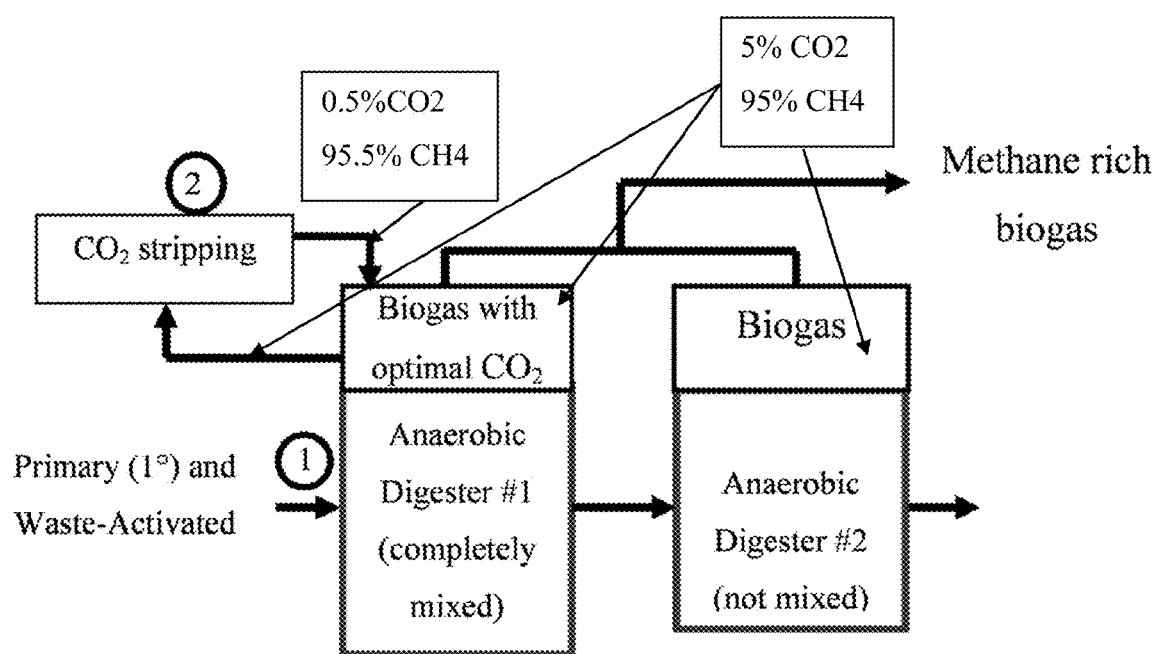 5% CO2
95% CH4
0.5%CO2
95.5% CH4
Methane rich
biogas
2
CO₂ stripping
Biogas with
optimal CO₂
Biogas
1
Primary (1°) and
Waste-Activated
Anaerobic
Digester #1
(completely
mixed)
Anaerobic
Digester #2
(not mixed)